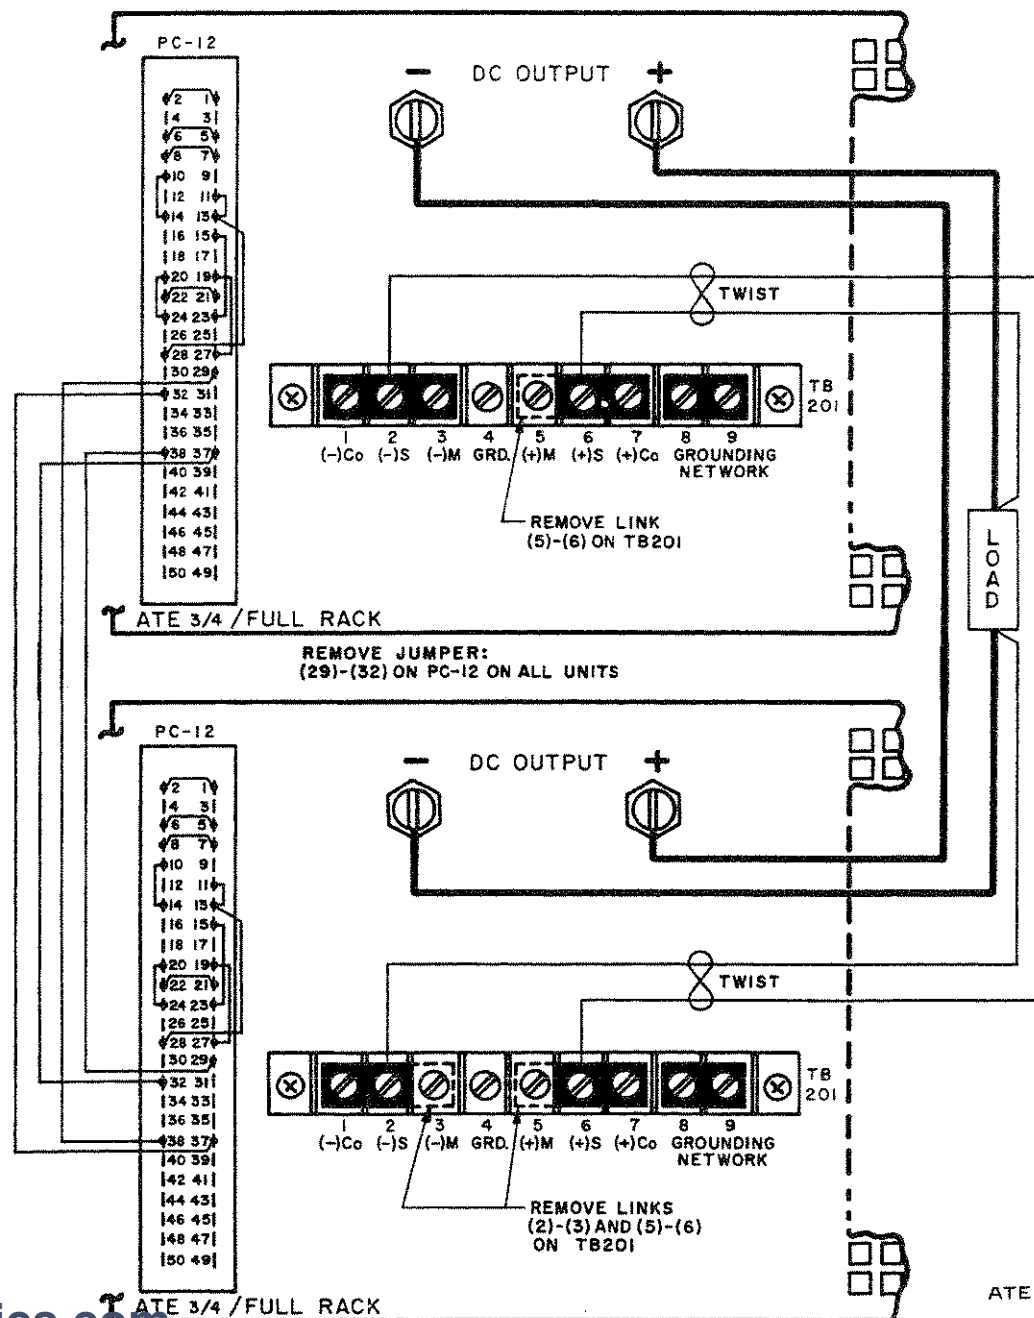 PC-12
2 1
4 3
6 5
8 7
10 9
12 11
14 13
16 15
18 17
20 19
22 21
24 23
26 25
28 27
30 29
32 31
34 33
36 35
38 37
40 39
42 41
44 43
46 45
48 47
50 49
− DC OUTPUT +
TWIST
TB
201
1 2 3 4 5 6 7 8 9
(-)Co (-)S (-)M GRD. (+)M (+)S (+)Co GROUNDING
NETWORK
REMOVE LINK
(5)-(6) ON TB201
LOAD
ATE 3/4 / FULL RACK
REMOVE JUMPER:
(29)-(32) ON PC-12 ON ALL UNITS
PC-12
2 1
4 3
6 5
8 7
10 9
12 11
14 13
16 15
18 17
20 19
22 21
24 23
26 25
28 27
30 29
32 31
34 33
36 35
38 37
40 39
42 41
44 43
46 45
48 47
50 49
− DC OUTPUT +
TWIST
TB
201
1 2 3 4 5 6 7 8 9
(-)Co (-)S (-)M GRD. (+)M (+)S (+)Co GROUNDING
NETWORK
REMOVE LINKS
(2)-(3) AND (5)-(6)
ON TB201
ATE 3/4 / FULL RACK
ATE